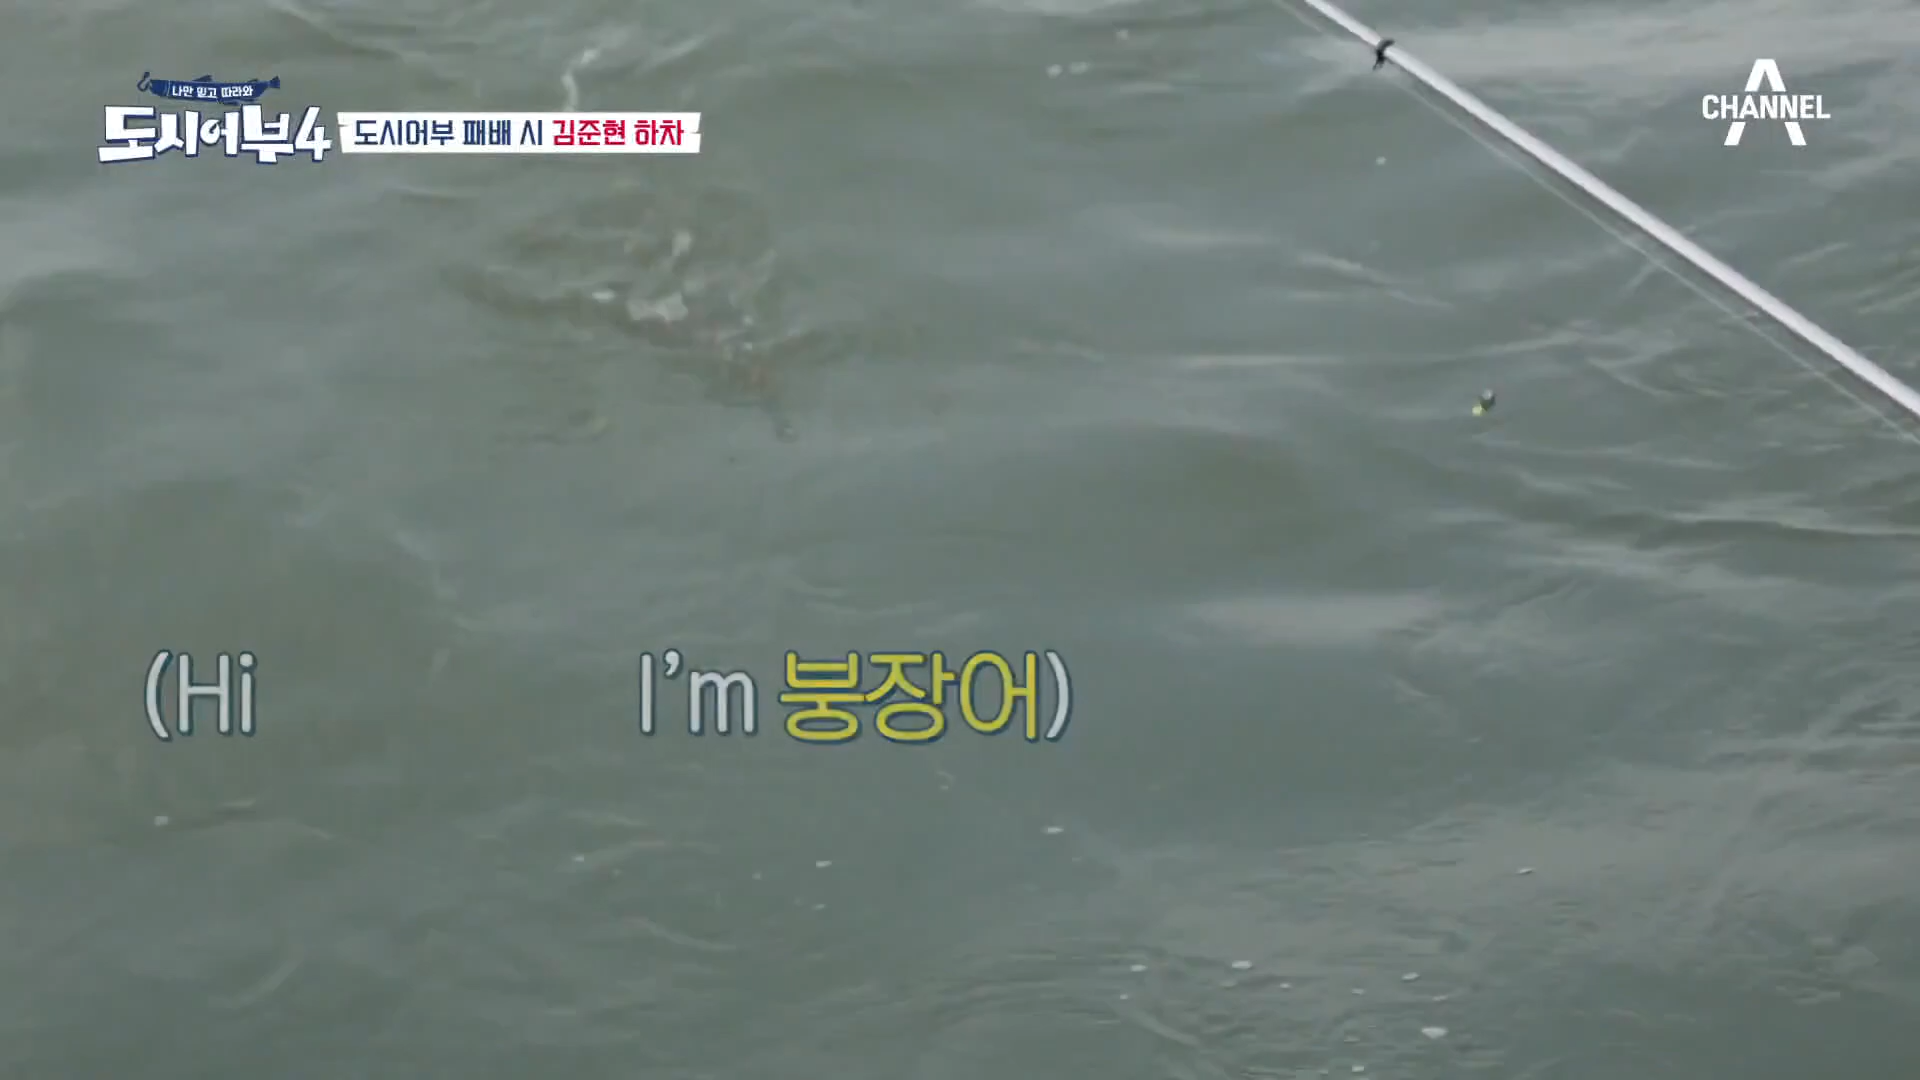 나만 믿고 따라와
도시어부4
도시어부 패배 시 김준현 하차
CHANNEL A
(Hi I'm 붕장어)